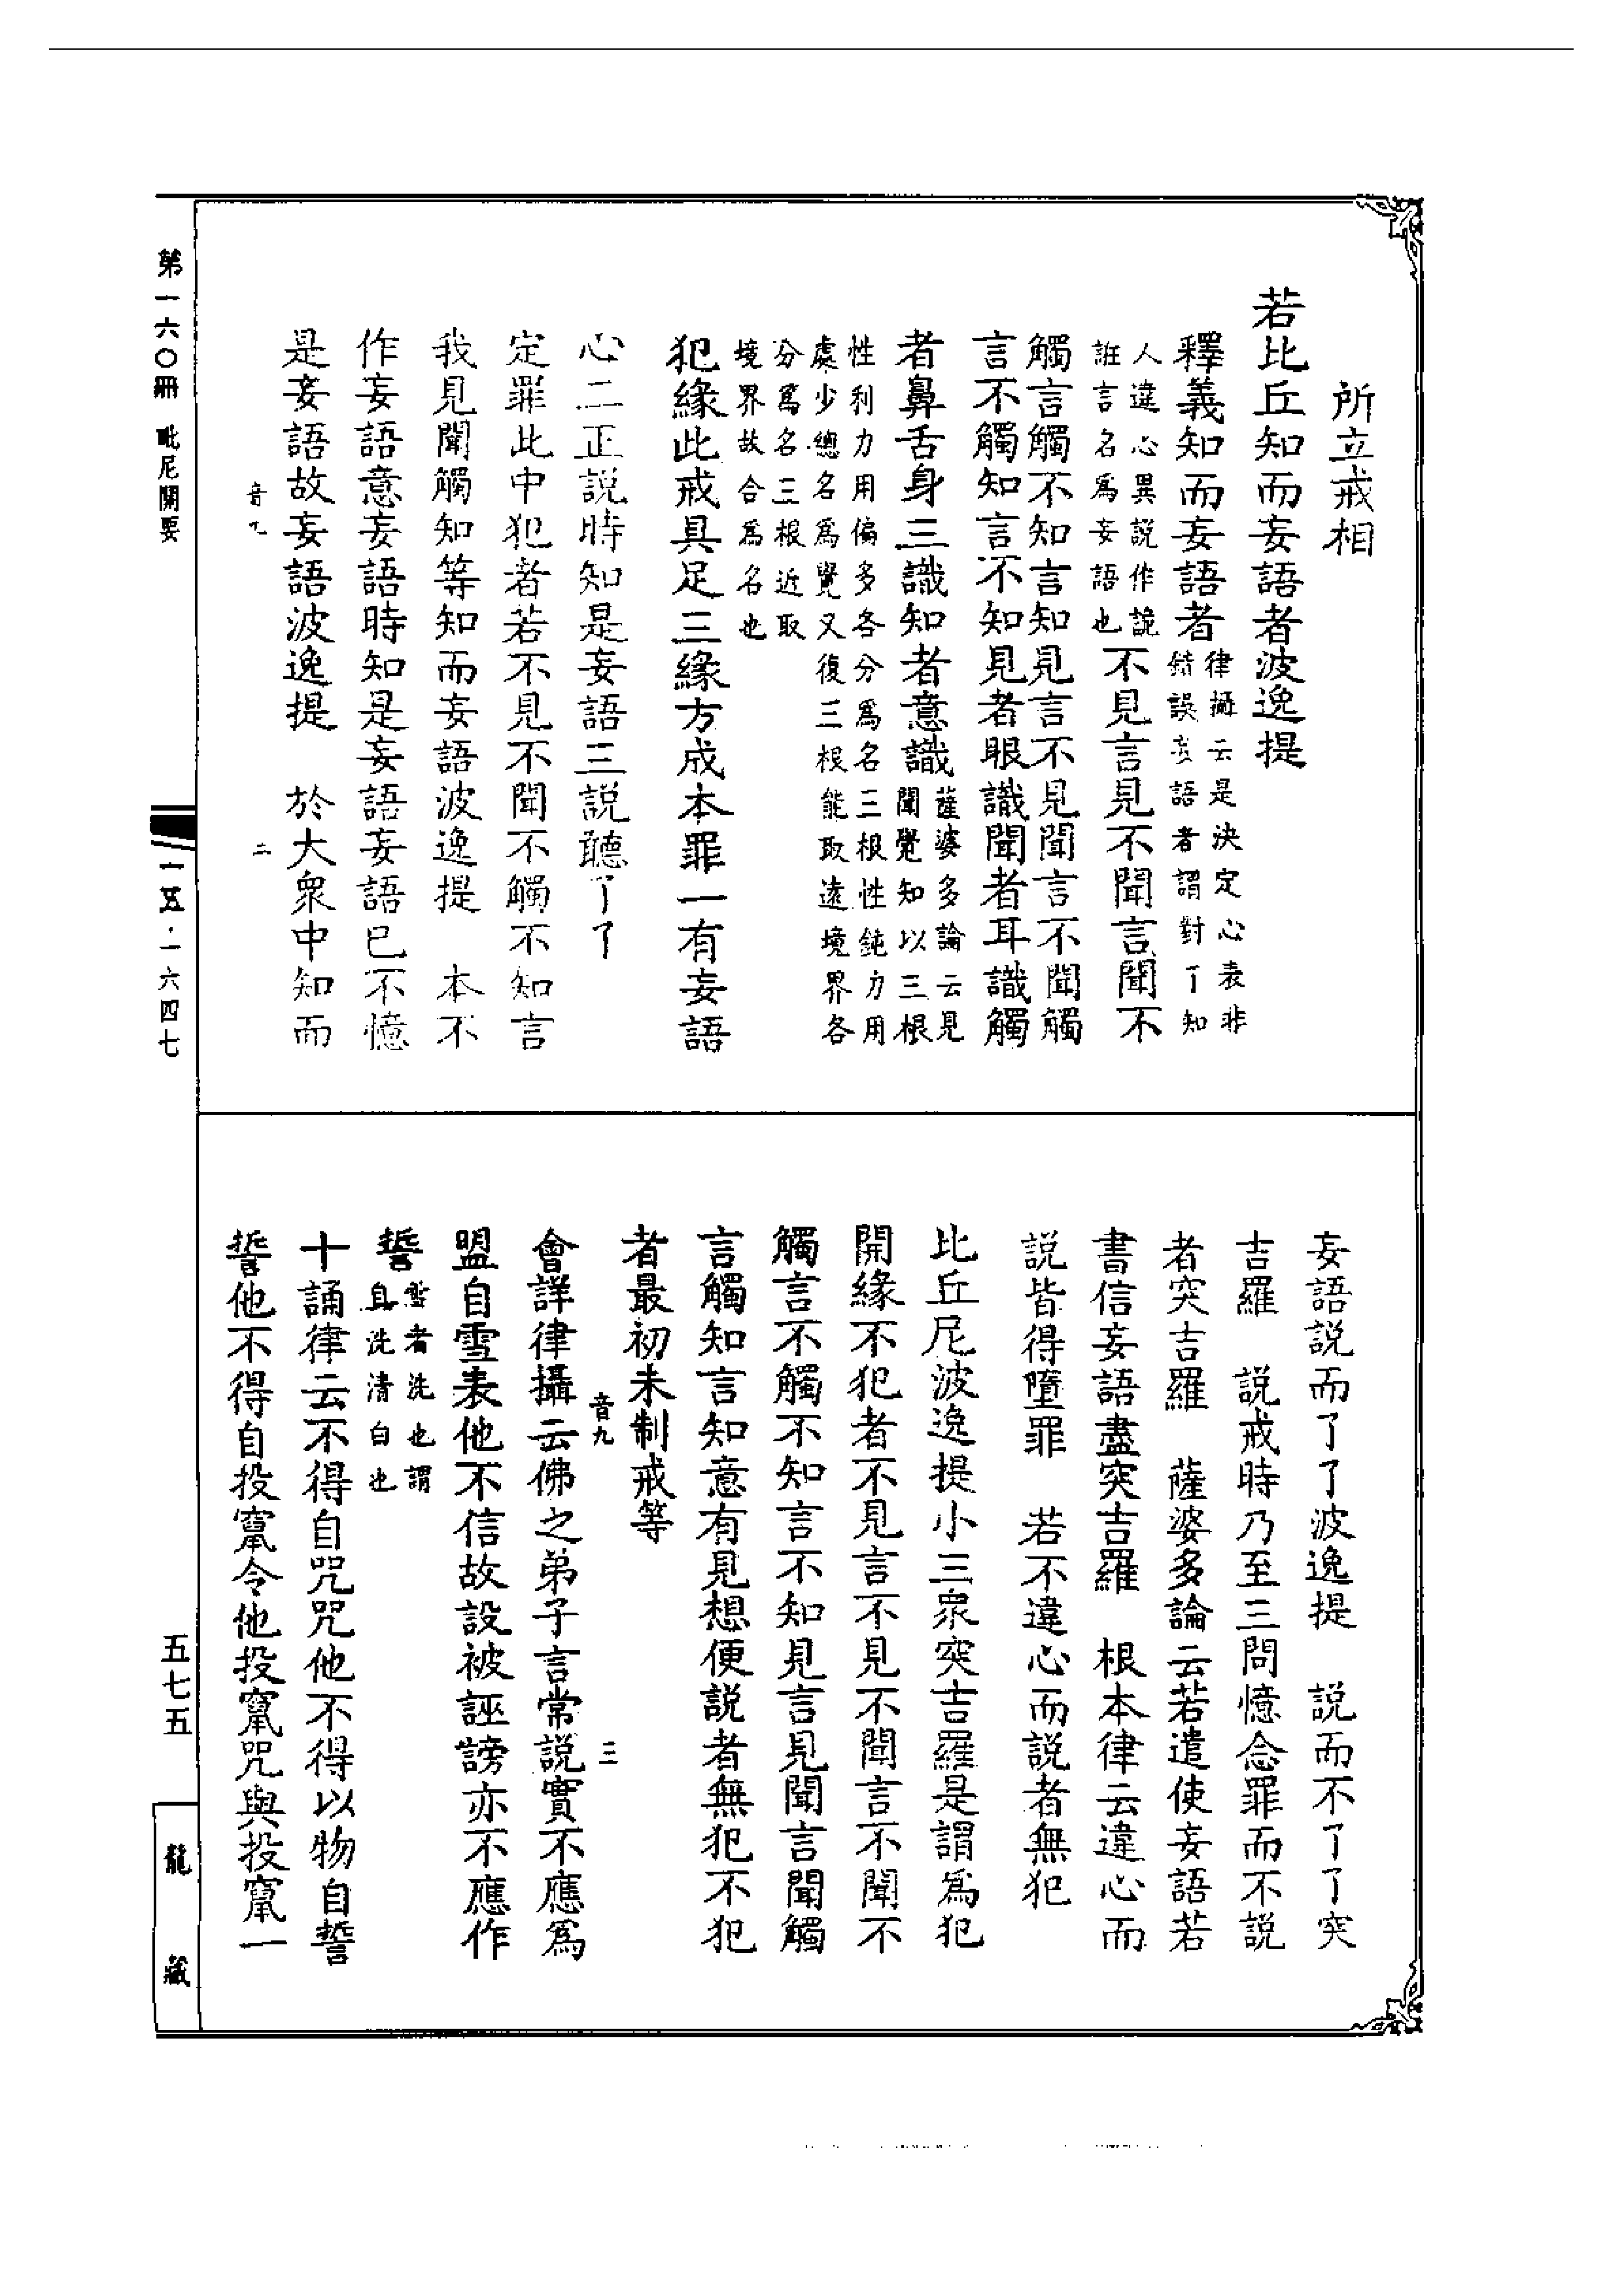 所立戒相
若比丘知而妄語者波逸提
釋義知而妄語者律攝云是決定心表非
錯誤妄語者謂對了知
人違心異説作詭
誑言名爲妄語也不見言見不聞言聞不
觸言觸不知言知見言不見聞言不聞觸
言不觸知言不知見者眼識聞者耳識觸
者鼻舌身三識知者意識薩婆多論云見
聞覺知以三根
性利力用偏多各分爲名三根性鈍力用
處少總名爲覺又復三根能取遠境界各
分爲名三根近取
境界故合爲名也
犯緣此戒具足三緣方成本罪一有妄語
心二正説時知是妄語三説聽了了
定罪此中犯者若不見不聞不觸不知言
我見聞觸知等知而妄語波逸提　本不
作妄語意妄語時知是妄語妄語已不憶
是妄語故妄語波逸提　於大衆中知而
音九　二
妄語説而了了波逸提　説而不了了突
吉羅　説戒時乃至三問憶念罪而不説
者突吉羅　薩婆多論云若遣使妄語若
書信妄語盡突吉羅　根本律云違心而
説皆得墮罪　若不違心而説者無犯
比丘尼波逸提小三衆突吉羅是謂爲犯
開緣不犯者不見言不見不聞言不聞不
觸言不觸不知言不知見言見聞言聞觸
言觸知言知意有見想便説者無犯不犯
者最初未制戒等
音九　三
會詳律攝云佛之弟子言常説實不應爲
盟自雪表他不信故設被誣謗亦不應作
誓雪者洗也謂
自洗清白也
十誦律云不得自咒咒他不得以物自誓
誓他不得自投竄令他投竄咒與投竄一
第一六〇冊　毗尼關要
一五·一六四七
五七五
龍藏